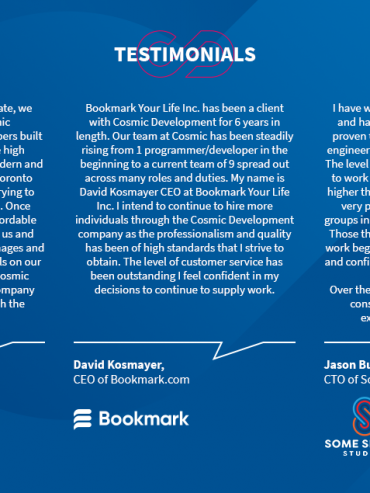 TESTIMONIALS
ate, we
ic
ers built
high
dern and
oronto
rying to
. Once
ordable
us and
ages and
s on our
osmic
ompany
h the
Bookmark Your Life Inc. has been a client
with Cosmic Development for 6 years in
length. Our team at Cosmic has been steadily
rising from 1 programmer/developer in the
beginning to a current team of 9 spread out
across many roles and duties. My name is
David Kosmayer CEO at Bookmark Your Life
Inc. I intend to continue to hire more
individuals through the Cosmic Development
company as the professionalism and quality
has been of high standards that I strive to
obtain. The level of customer service has
been outstanding I feel confident in my
decisions to continue to supply work.
David Kosmayer,
CEO of Bookmark.com
Bookmark
I have w
and ha
proven t
engineer
The level
to work
higher th
very p
groups in
Those th
work beg
and confi
Over the
cons
ex
Jason Bu
CTO of So
SOME S
STUD